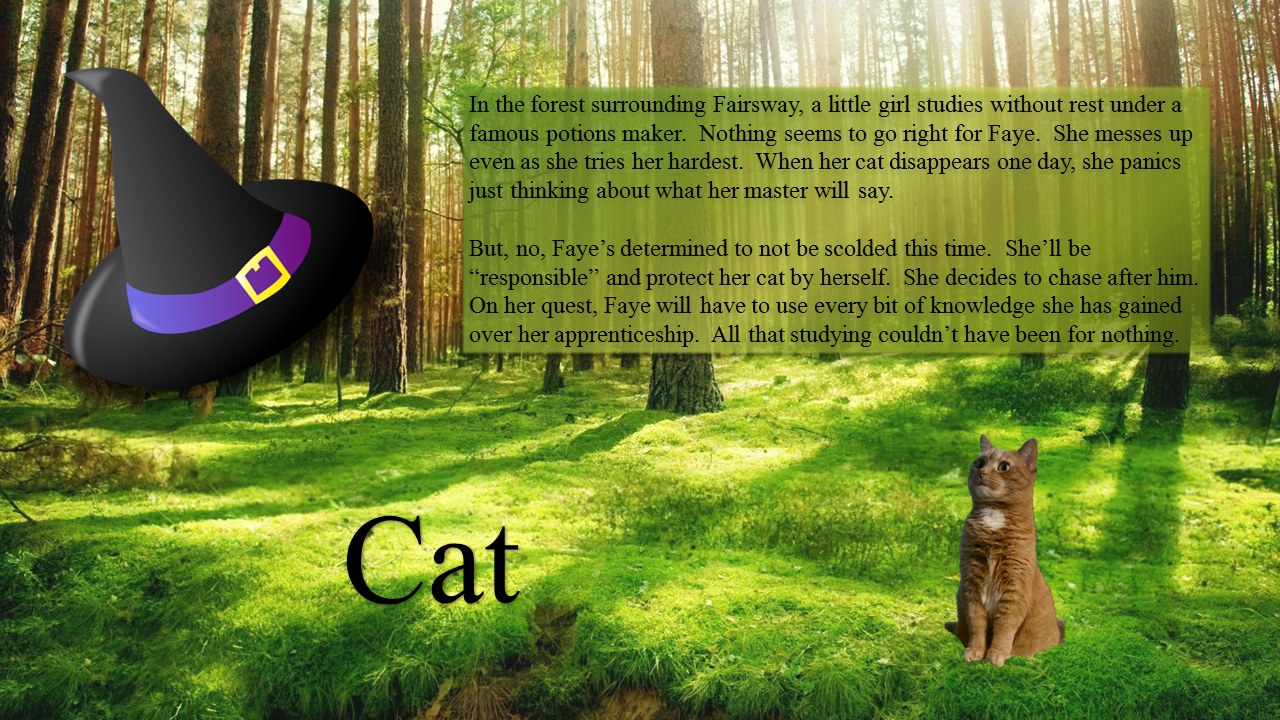 In the forest surrounding Fairsway, a little girl studies without rest under a
famous potions maker.  Nothing seems to go right for Faye.  She messes up
even as she tries her hardest.  When her cat disappears one day, she panics
just thinking about what her master will say.
But, no, Faye’s determined to not be scolded this time.  She’ll be
“responsible” and protect her cat by herself.  She decides to chase after him.
On her quest, Faye will have to use every bit of knowledge she has gained
over her apprenticeship.  All that studying couldn’t have been for nothing.
Cat